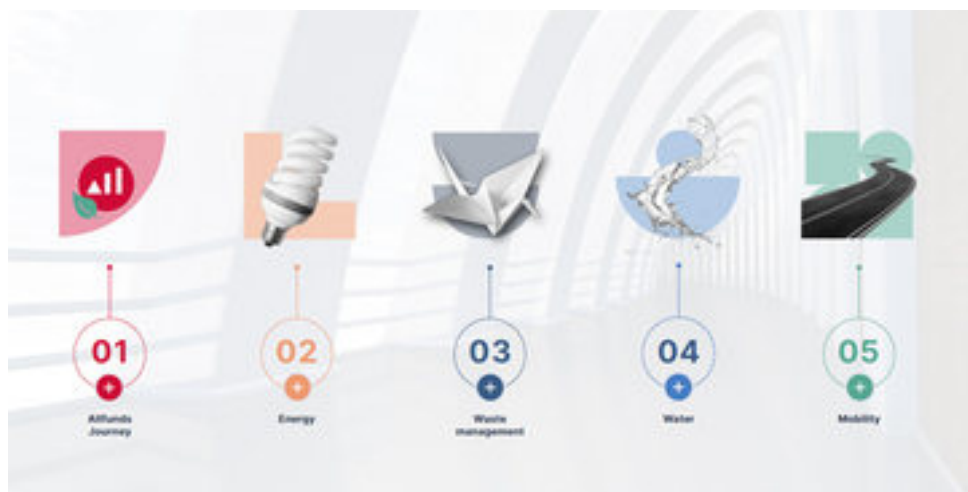 01
02
03
04
05
Allfunds
Journey
Energy
Waste
management
Water
Mobility